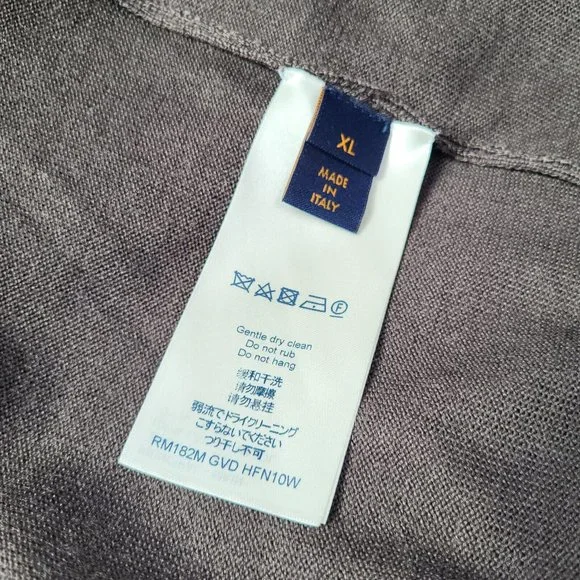 XL
MADE
IN
ITALY
F
Gentle dry clean
Do not rub
Do not hang
缓和干洗
请勿摩擦
请勿悬挂
弱流でドライクリーニング
こすらないでください
つり干し不可
RM182M GVD HFN10W